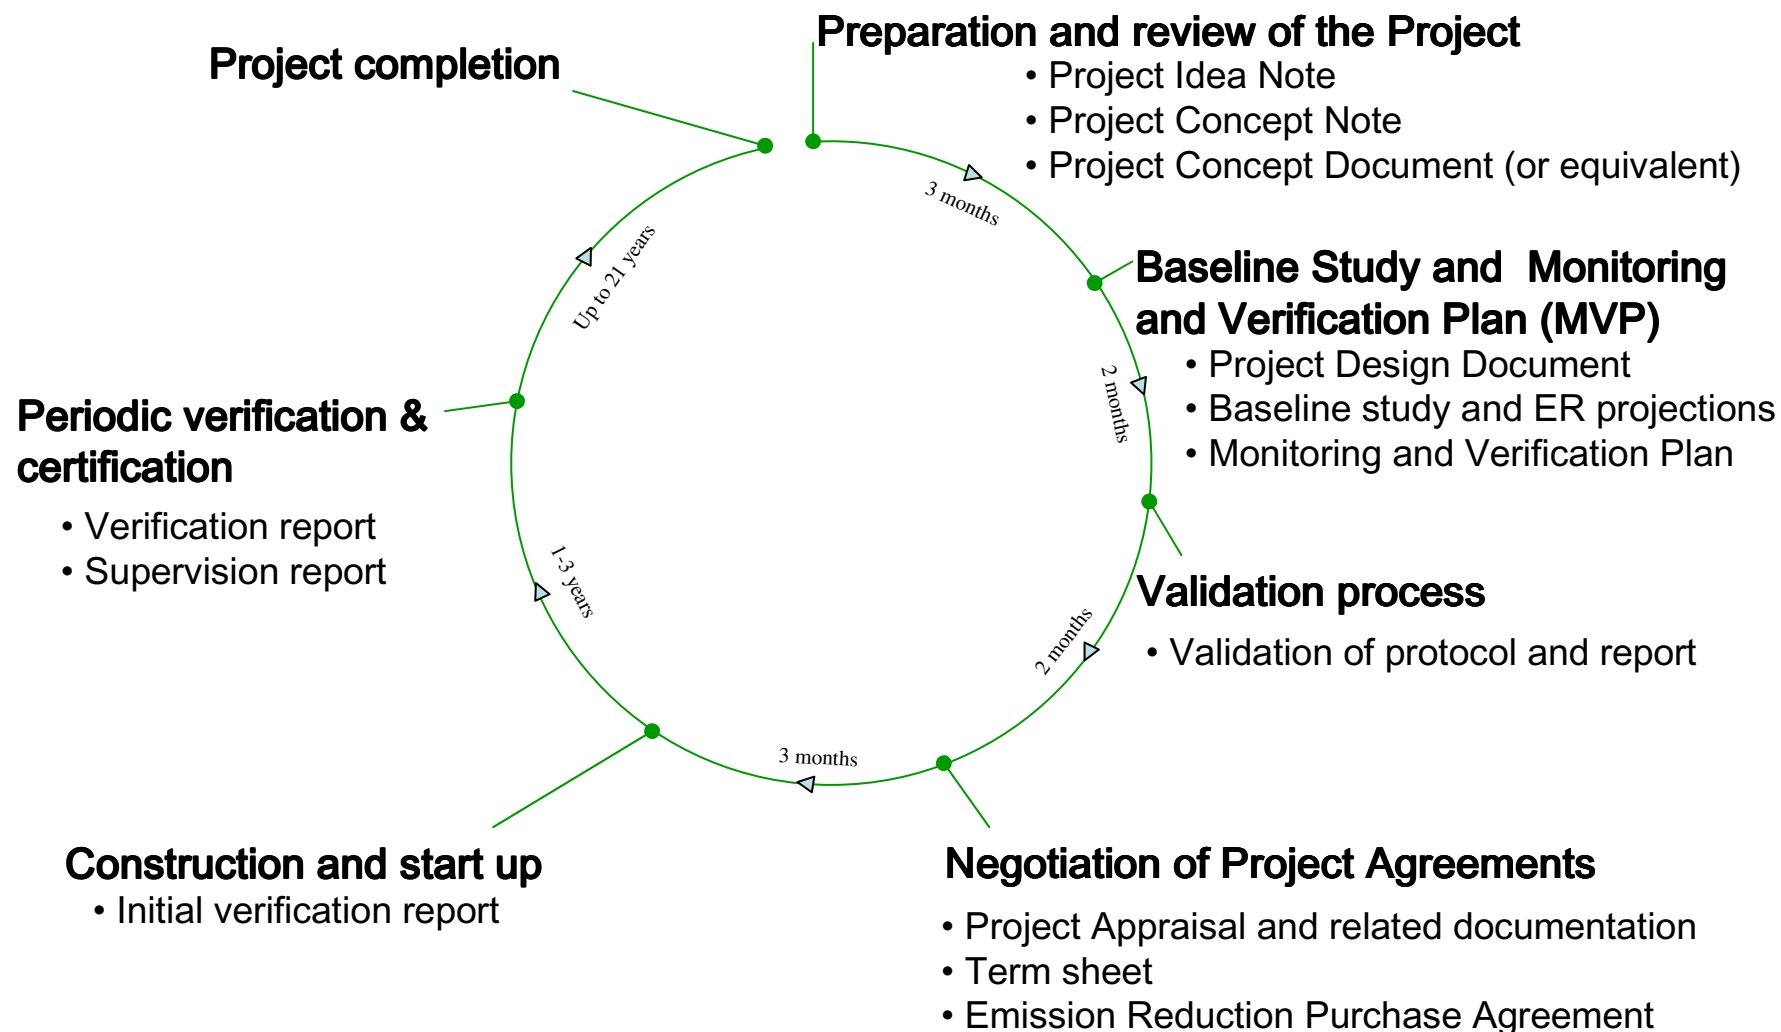 Project completion
Preparation and review of the Project
• Project Idea Note
• Project Concept Note
• Project Concept Document (or equivalent)
3 months
Baseline Study and  Monitoring
and Verification Plan (MVP)
• Project Design Document
• Baseline study and ER projections
• Monitoring and Verification Plan
2 months
Validation process
• Validation of protocol and report
2 months
Negotiation of Project Agreements
• Project Appraisal and related documentation
• Term sheet
• Emission Reduction Purchase Agreement
3 months
Construction and start up
• Initial verification report
1-3 years
Periodic verification &
certification
• Verification report
• Supervision report
Up to 21 years